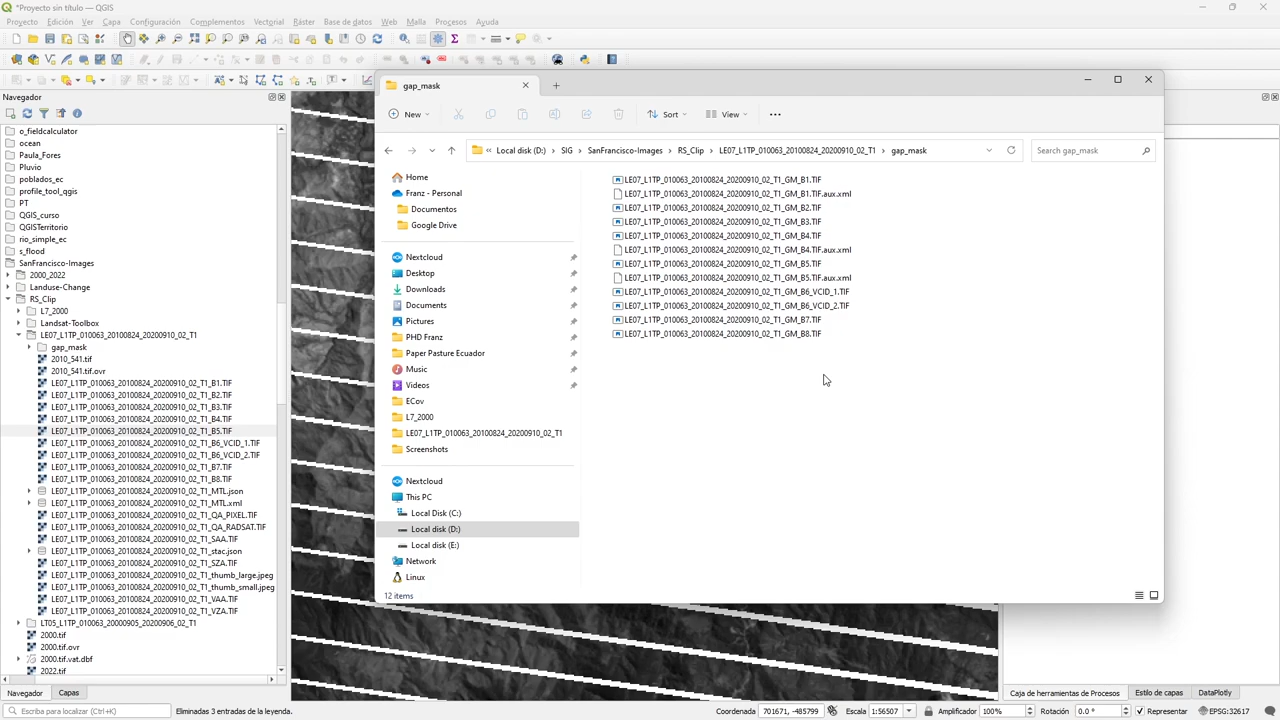 *Proyecto sin título — QGIS
Proyecto Edición Ver Capa Configuración Complementos Vectorial Ráster Base de datos Web Malla Procesos Ayuda
Navegador
o_fieldcalculator
ocean
Paula_Fores
Pluvio
poblados_ec
profile_tool_qgis
PT
QGIS_curso
QGISTerritorio
rio_simple_ec
s_flood
SanFrancisco-Images
2000_2022
Landuse-Change
RS_Clip
L7_2000
Landsat-Toolbox
LE07_L1TP_010063_20100824_20200910_02_T1
gap_mask
2010_541.tif
2010_541.tif.ovr
LE07_L1TP_010063_20100824_20200910_02_T1_B1.TIF
LE07_L1TP_010063_20100824_20200910_02_T1_B2.TIF
LE07_L1TP_010063_20100824_20200910_02_T1_B3.TIF
LE07_L1TP_010063_20100824_20200910_02_T1_B4.TIF
LE07_L1TP_010063_20100824_20200910_02_T1_B5.TIF
LE07_L1TP_010063_20100824_20200910_02_T1_B6_VCID_1.TIF
LE07_L1TP_010063_20100824_20200910_02_T1_B6_VCID_2.TIF
LE07_L1TP_010063_20100824_20200910_02_T1_B7.TIF
LE07_L1TP_010063_20100824_20200910_02_T1_B8.TIF
LE07_L1TP_010063_20100824_20200910_02_T1_MTL.json
LE07_L1TP_010063_20100824_20200910_02_T1_MTL.xml
LE07_L1TP_010063_20100824_20200910_02_T1_QA_PIXEL.TIF
LE07_L1TP_010063_20100824_20200910_02_T1_QA_RADSAT.TIF
LE07_L1TP_010063_20100824_20200910_02_T1_SAA.TIF
LE07_L1TP_010063_20100824_20200910_02_T1_stac.json
LE07_L1TP_010063_20100824_20200910_02_T1_SZA.TIF
LE07_L1TP_010063_20100824_20200910_02_T1_thumb_large.jpeg
LE07_L1TP_010063_20100824_20200910_02_T1_thumb_small.jpeg
LE07_L1TP_010063_20100824_20200910_02_T1_VAA.TIF
LE07_L1TP_010063_20100824_20200910_02_T1_VZA.TIF
LT05_L1TP_010063_20000905_20200906_02_T1
2000.tif
2000.tif.ovr
2000.tif.vat.dbf
2022.tif
Navegador Capas
gap_mask
New Sort View
« Local disk (D:) › SIG › SanFrancisco-Images › RS_Clip › LE07_L1TP_010063_20100824_20200910_02_T1 › gap_mask
Search gap_mask
Home
Franz - Personal
Documentos
Google Drive
Nextcloud
Desktop
Downloads
Documents
Pictures
PHD Franz
Paper Pasture Ecuador
Music
Videos
ECov
L7_2000
LE07_L1TP_010063_20100824_20200910_02_T1
Screenshots
Nextcloud
This PC
Local Disk (C:)
Local disk (D:)
Local disk (E:)
Network
Linux
LE07_L1TP_010063_20100824_20200910_02_T1_GM_B1.TIF
LE07_L1TP_010063_20100824_20200910_02_T1_GM_B1.TIF.aux.xml
LE07_L1TP_010063_20100824_20200910_02_T1_GM_B2.TIF
LE07_L1TP_010063_20100824_20200910_02_T1_GM_B3.TIF
LE07_L1TP_010063_20100824_20200910_02_T1_GM_B4.TIF
LE07_L1TP_010063_20100824_20200910_02_T1_GM_B4.TIF.aux.xml
LE07_L1TP_010063_20100824_20200910_02_T1_GM_B5.TIF
LE07_L1TP_010063_20100824_20200910_02_T1_GM_B5.TIF.aux.xml
LE07_L1TP_010063_20100824_20200910_02_T1_GM_B6_VCID_1.TIF
LE07_L1TP_010063_20100824_20200910_02_T1_GM_B6_VCID_2.TIF
LE07_L1TP_010063_20100824_20200910_02_T1_GM_B7.TIF
LE07_L1TP_010063_20100824_20200910_02_T1_GM_B8.TIF
12 items
Caja de herramientas de Procesos Estilo de capas DataPlotly
Escriba para localizar (Ctrl+K) Eliminadas 3 entradas de la leyenda. Coordenada 701671, -485799 Escala 1:56507 Amplificador 100% Rotación 0.0 ° Representar EPSG:32617